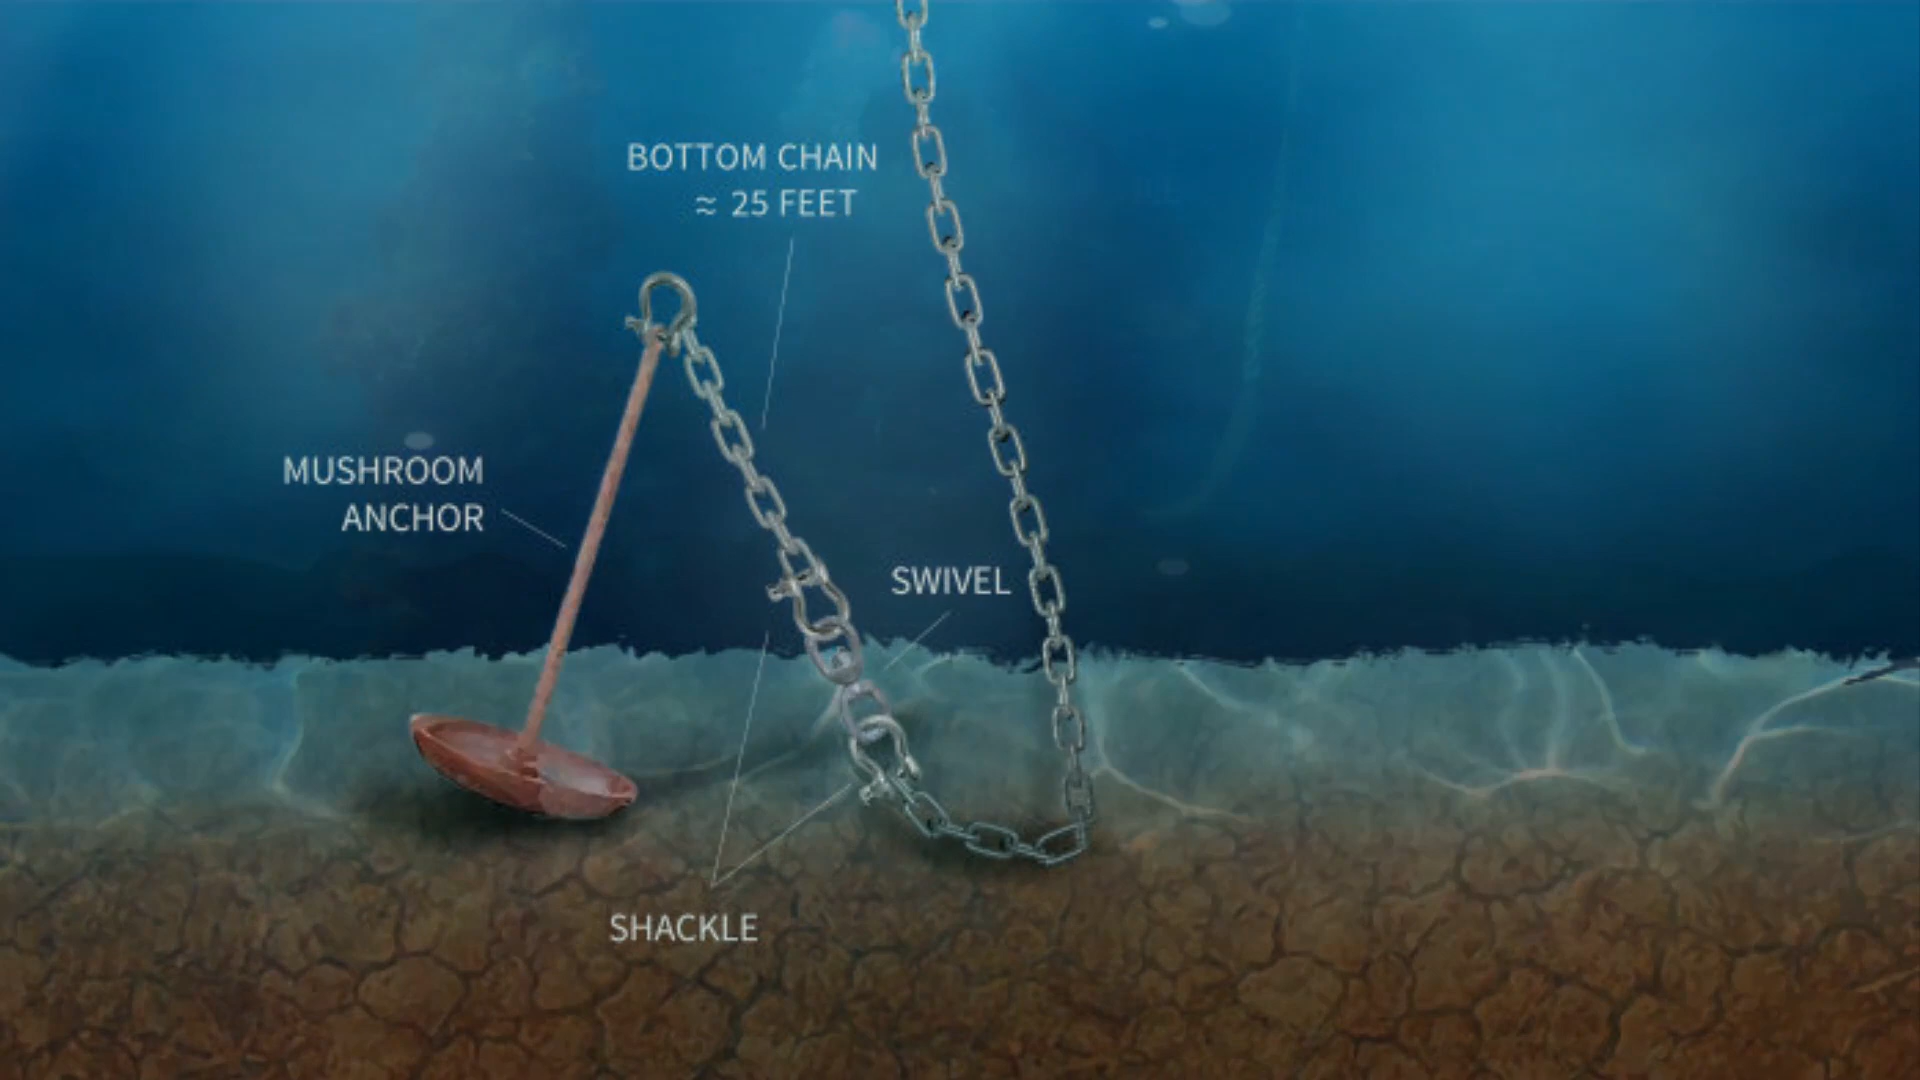 BOTTOM CHAIN
≈ 25 FEET
MUSHROOM
ANCHOR
SWIVEL
SHACKLE